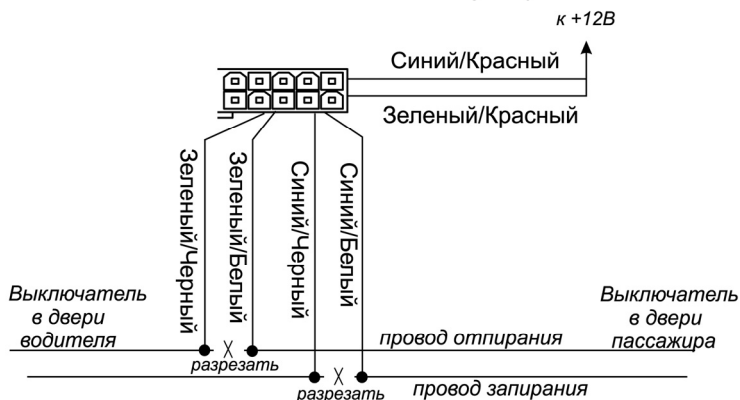 к +12В
Синий/Красный
Зеленый/Красный
Зеленый/Черный
Зеленый/Белый
Синий/Черный
Синий/Белый
Выключатель
в двери
водителя
Выключатель
в двери
пассажира
провод отпирания
разрезать
провод запирания
разрезать